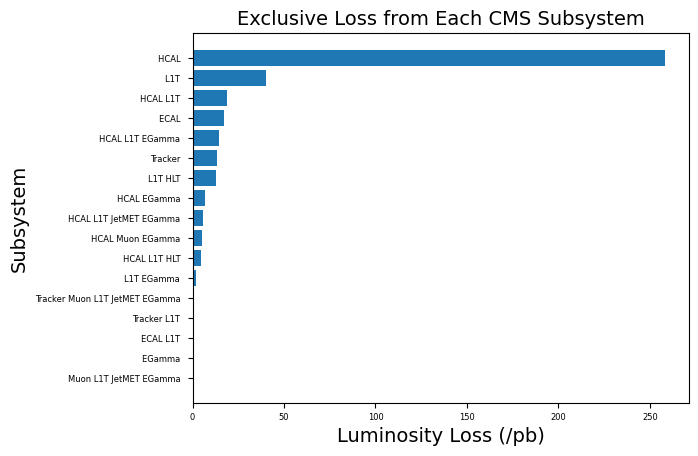 Exclusive Loss from Each CMS Subsystem
Subsystem
HCAL
L1T
HCAL L1T
ECAL
HCAL L1T EGamma
Tracker
L1T HLT
HCAL EGamma
HCAL L1T JetMET EGamma
HCAL Muon EGamma
HCAL L1T HLT
L1T EGamma
Tracker Muon L1T JetMET EGamma
Tracker L1T
ECAL L1T
EGamma
Muon L1T JetMET EGamma
0 50 100 150 200 250
Luminosity Loss (/pb)